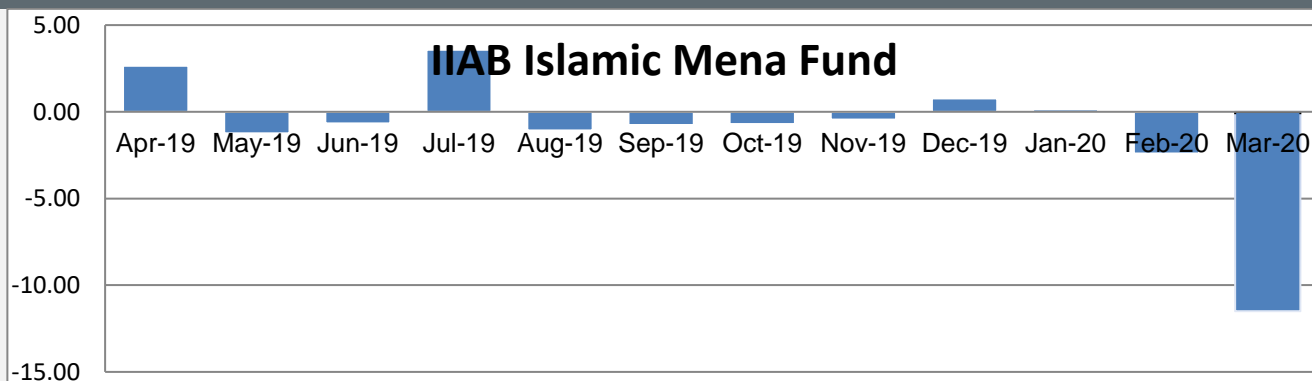 IIAB Islamic Mena Fund
5.00
0.00
Apr-19 May-19 Jun-19 Jul-19 Aug-19 Sep-19 Oct-19 Nov-19 Dec-19 Jan-20 Feb-20 Mar-20
-5.00
-10.00
-15.00